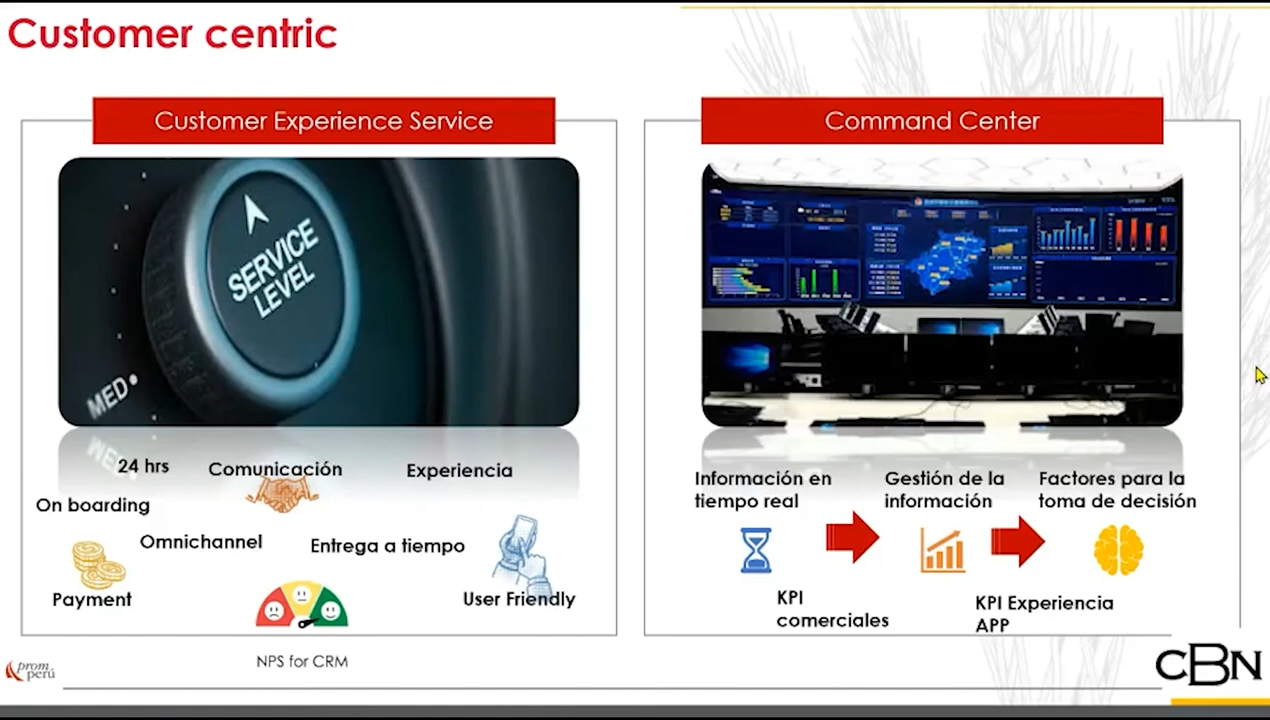 Customer centric
Customer Experience Service
SERVICE
LEVEL
MED
24 hrs
Comunicación
Experiencia
On boarding
Omnichannel
Entrega a tiempo
Payment
User Friendly
NPS for CRM
Command Center
Información en
tiempo real
Gestión de la
información
Factores para la
toma de decisión
KPI
comerciales
KPI Experiencia
APP
prom
perú
CBN